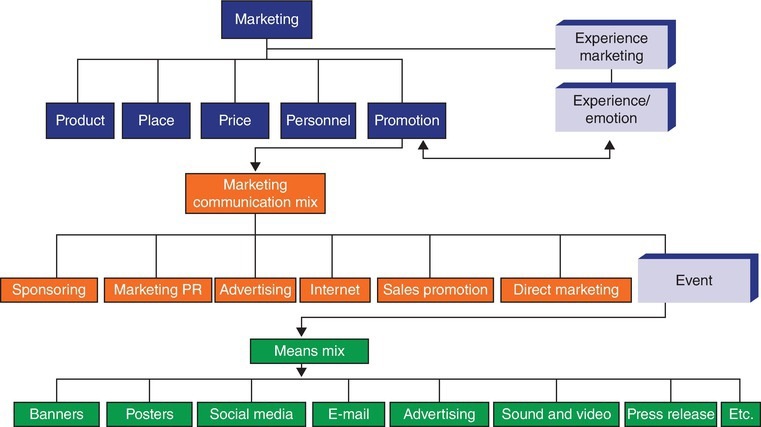 Marketing
Experience
marketing
Product
Place
Price
Personnel
Promotion
Experience/
emotion
Marketing
communication mix
Sponsoring
Marketing PR
Advertising
Internet
Sales promotion
Direct marketing
Event
Means mix
Banners
Posters
Social media
E-mail
Advertising
Sound and video
Press release
Etc.